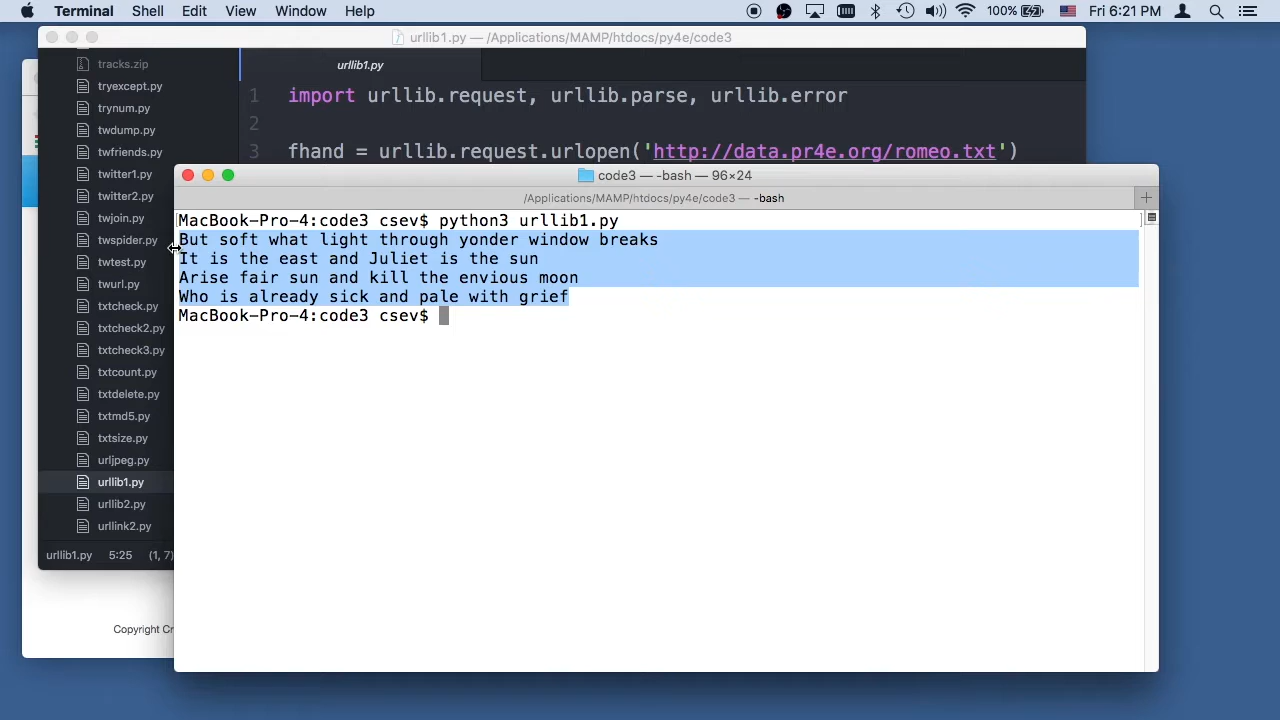 Terminal Shell Edit View Window Help 100% Fri 6:21 PM
urllib1.py — /Applications/MAMP/htdocs/py4e/code3
tracks.zip
tryexcept.py
trynum.py
twdump.py
twfriends.py
twitter1.py
twitter2.py
twjoin.py
twspider.py
twtest.py
twurl.py
txtcheck.py
txtcheck2.py
txtcheck3.py
txtcount.py
txtdelete.py
txtmd5.py
txtsize.py
urljpeg.py
urllib1.py
urllib2.py
urllink2.py
urllib1.py 5:25 (1, 7)
urllib1.py
1 import urllib.request, urllib.parse, urllib.error
2
3 fhand = urllib.request.urlopen('http://data.pr4e.org/romeo.txt')
code3 — -bash — 96×24
/Applications/MAMP/htdocs/py4e/code3 — -bash
MacBook-Pro-4:code3 csev$ python3 urllib1.py
But soft what light through yonder window breaks
It is the east and Juliet is the sun
Arise fair sun and kill the envious moon
Who is already sick and pale with grief
MacBook-Pro-4:code3 csev$
Copyright